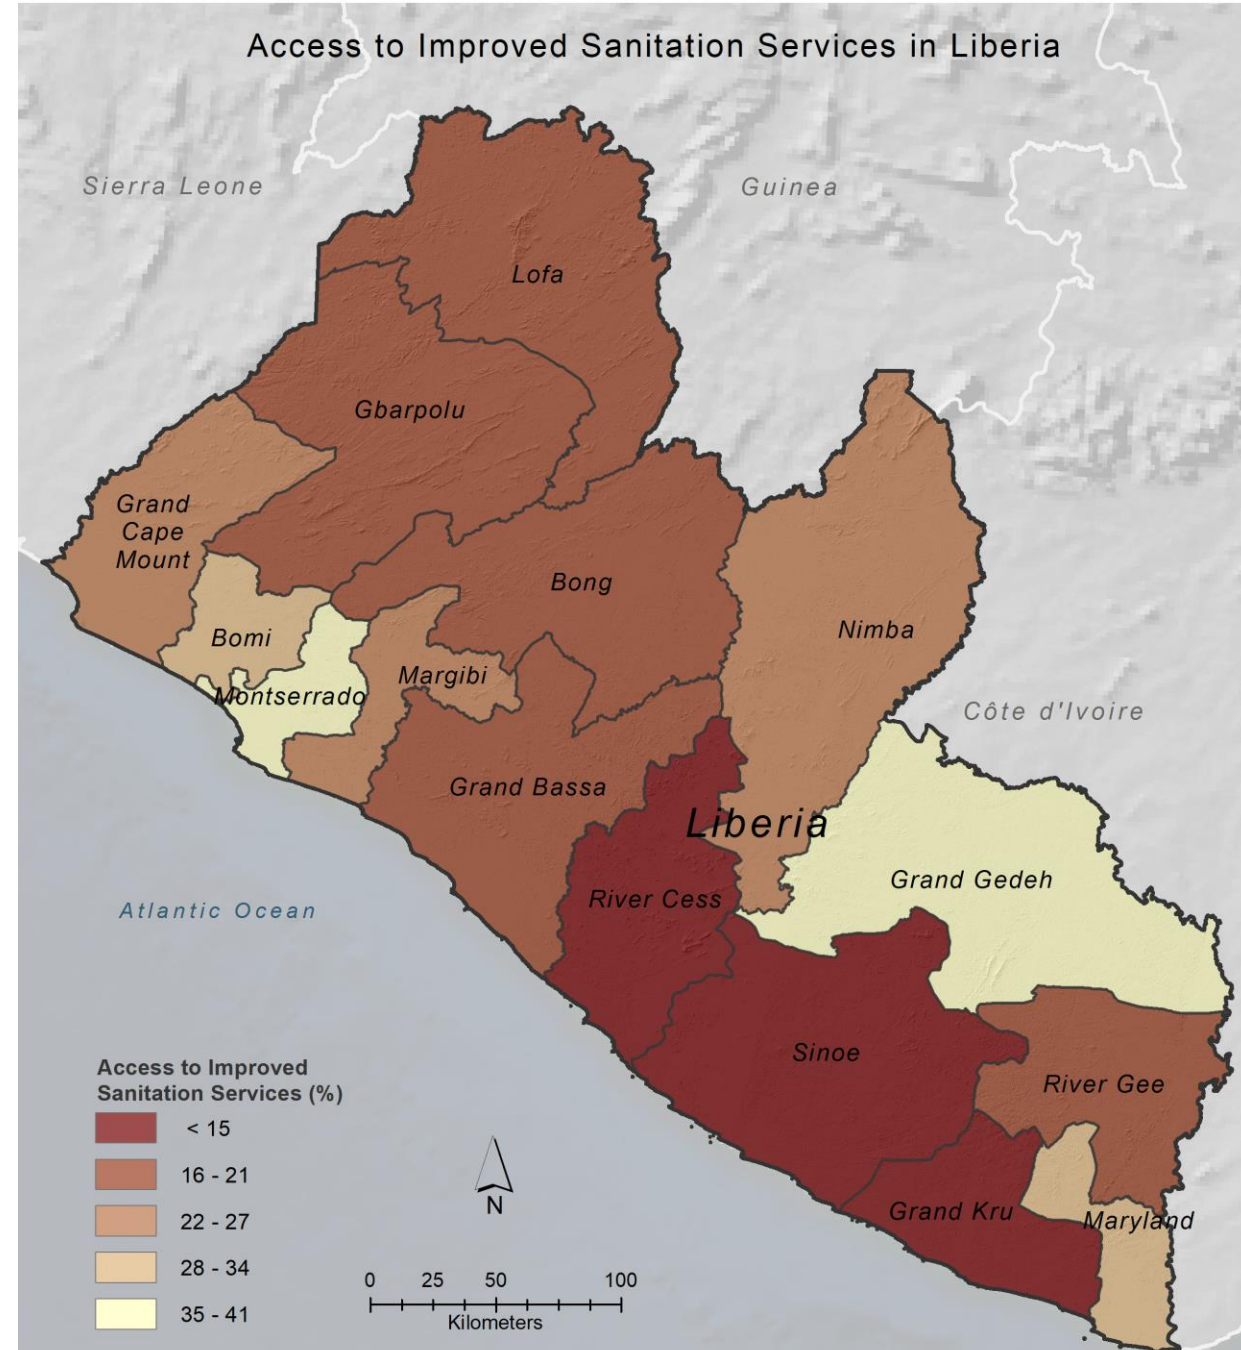 Access to Improved Sanitation Services in Liberia
Sierra Leone
Guinea
Lofa
Gbarpolu
Grand
Cape
Mount
Bong
Nimba
Bomi
Margibi
Montserrado
Côte d'Ivoire
Grand Bassa
Liberia
Grand Gedeh
River Cess
Atlantic Ocean
Sinoe
River Gee
Grand Kru
Maryland
Access to Improved
Sanitation Services (%)
< 15
16 - 21
22 - 27
28 - 34
35 - 41
N
0 25 50 100
Kilometers